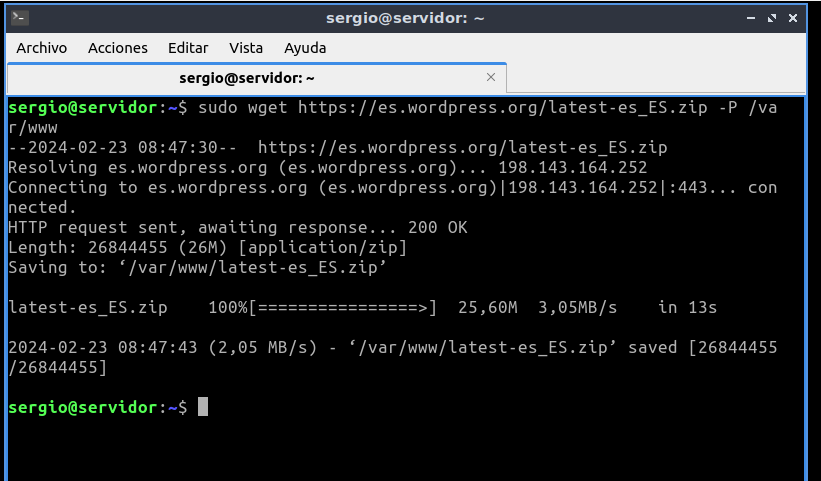 sergio@servidor: ~
Archivo Acciones Editar Vista Ayuda
sergio@servidor: ~
sergio@servidor:~$ sudo wget https://es.wordpress.org/latest-es_ES.zip -P /va
r/www
--2024-02-23 08:47:30--  https://es.wordpress.org/latest-es_ES.zip
Resolving es.wordpress.org (es.wordpress.org)... 198.143.164.252
Connecting to es.wordpress.org (es.wordpress.org)|198.143.164.252|:443... con
nected.
HTTP request sent, awaiting response... 200 OK
Length: 26844455 (26M) [application/zip]
Saving to: ‘/var/www/latest-es_ES.zip’
latest-es_ES.zip    100%[================>]  25,60M  3,05MB/s    in 13s
2024-02-23 08:47:43 (2,05 MB/s) - ‘/var/www/latest-es_ES.zip’ saved [26844455
/26844455]
sergio@servidor:~$